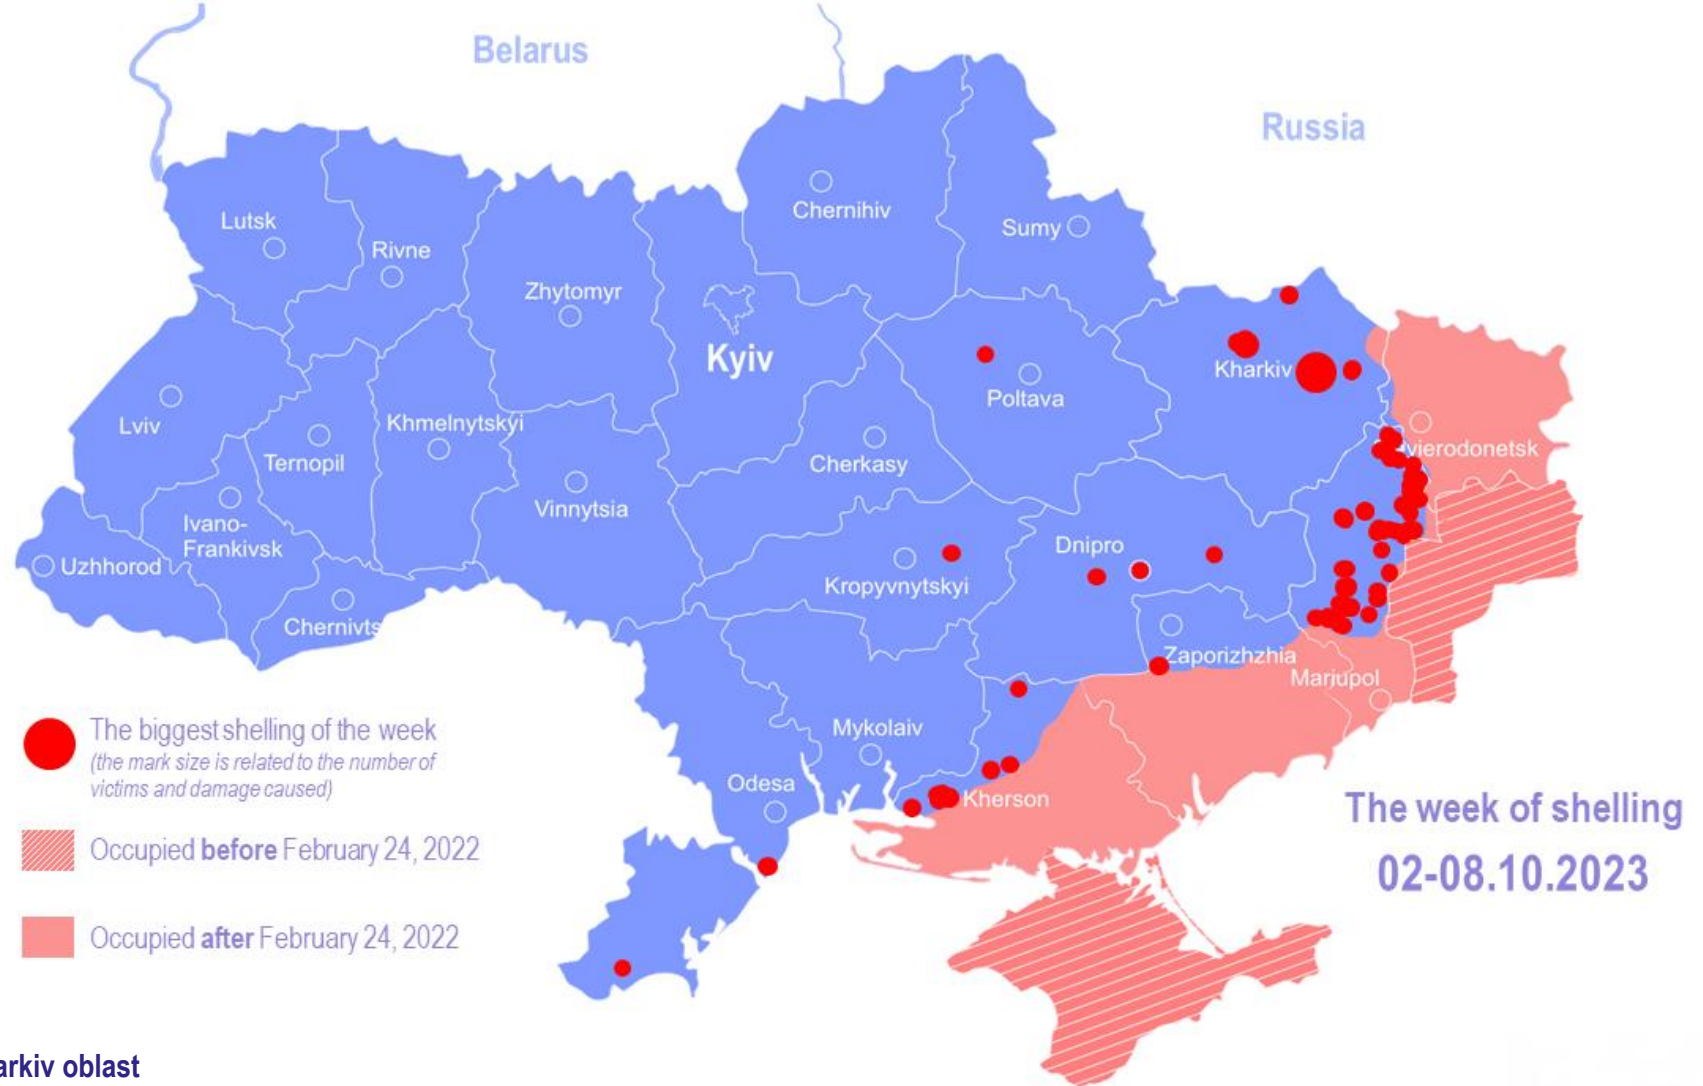 Belarus
Russia
Chernihiv
Lutsk
Sumy
Rivne
Zhytomyr
Kyiv
Kharkiv
Poltava
Lviv
Khmelnytskyi
Ternopil
Cherkasy
vierodonetsk
Vinnytsia
Ivano-
Frankivsk
Uzhhorod
Dnipro
Kropyvnytskyi
Chernivts
Zaporizhzhia
Mariupol
Mykolaiv
Odesa
Kherson
The biggest shelling of the week
(the mark size is related to the number of
victims and damage caused)
Occupied before February 24, 2022
Occupied after February 24, 2022
The week of shelling
02-08.10.2023
arkiv oblast